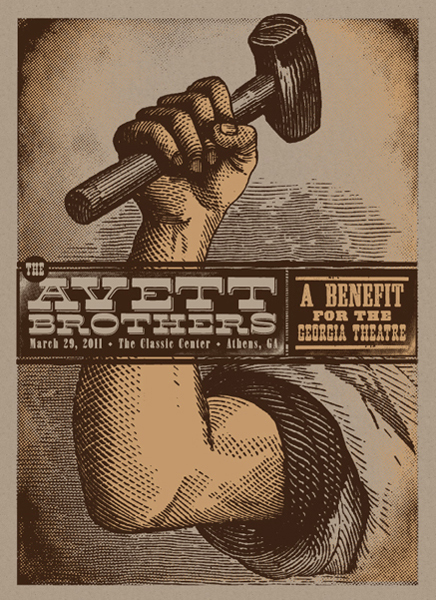 THE
AVETT
BROTHERS
March 29, 2011 • The Classic Center • Athens, GA
A BENEFIT
FOR THE
GEORGIA THEATRE